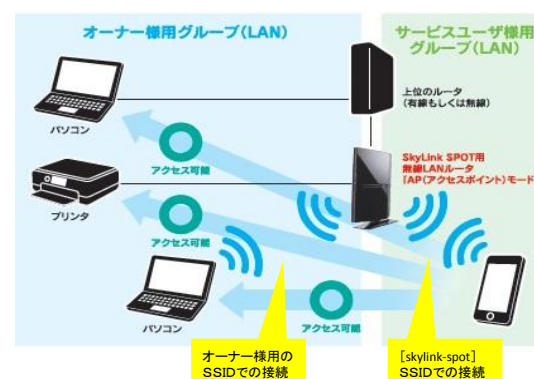 オーナー様用グループ(LAN)
サービスユーザ様用
グループ(LAN)
上位のルータ
(有線もしくは無線)
パソコン
アクセス可能
SkyLink SPOT用
無線LANルータ
「AP(アクセスポイント)モード
プリンタ
アクセス可能
パソコン
アクセス可能
オーナー様用の
SSIDでの接続
[skylink-spot]
SSIDでの接続